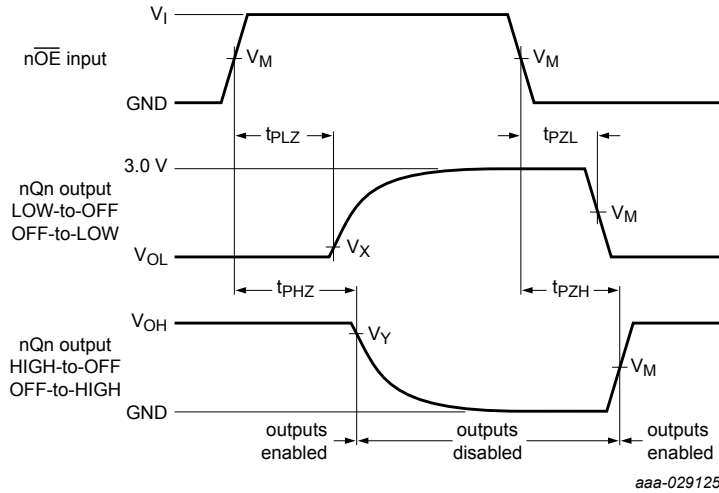 V_I
nO̅E̅ input
V_M
V_M
GND
t_PLZ
t_PZL
3.0 V
nQn output
LOW-to-OFF
OFF-to-LOW
V_M
V_X
V_OL
t_PHZ
t_PZH
V_OH
V_Y
nQn output
HIGH-to-OFF
OFF-to-HIGH
V_M
GND
outputs
enabled
outputs
disabled
outputs
enabled
aaa-029125